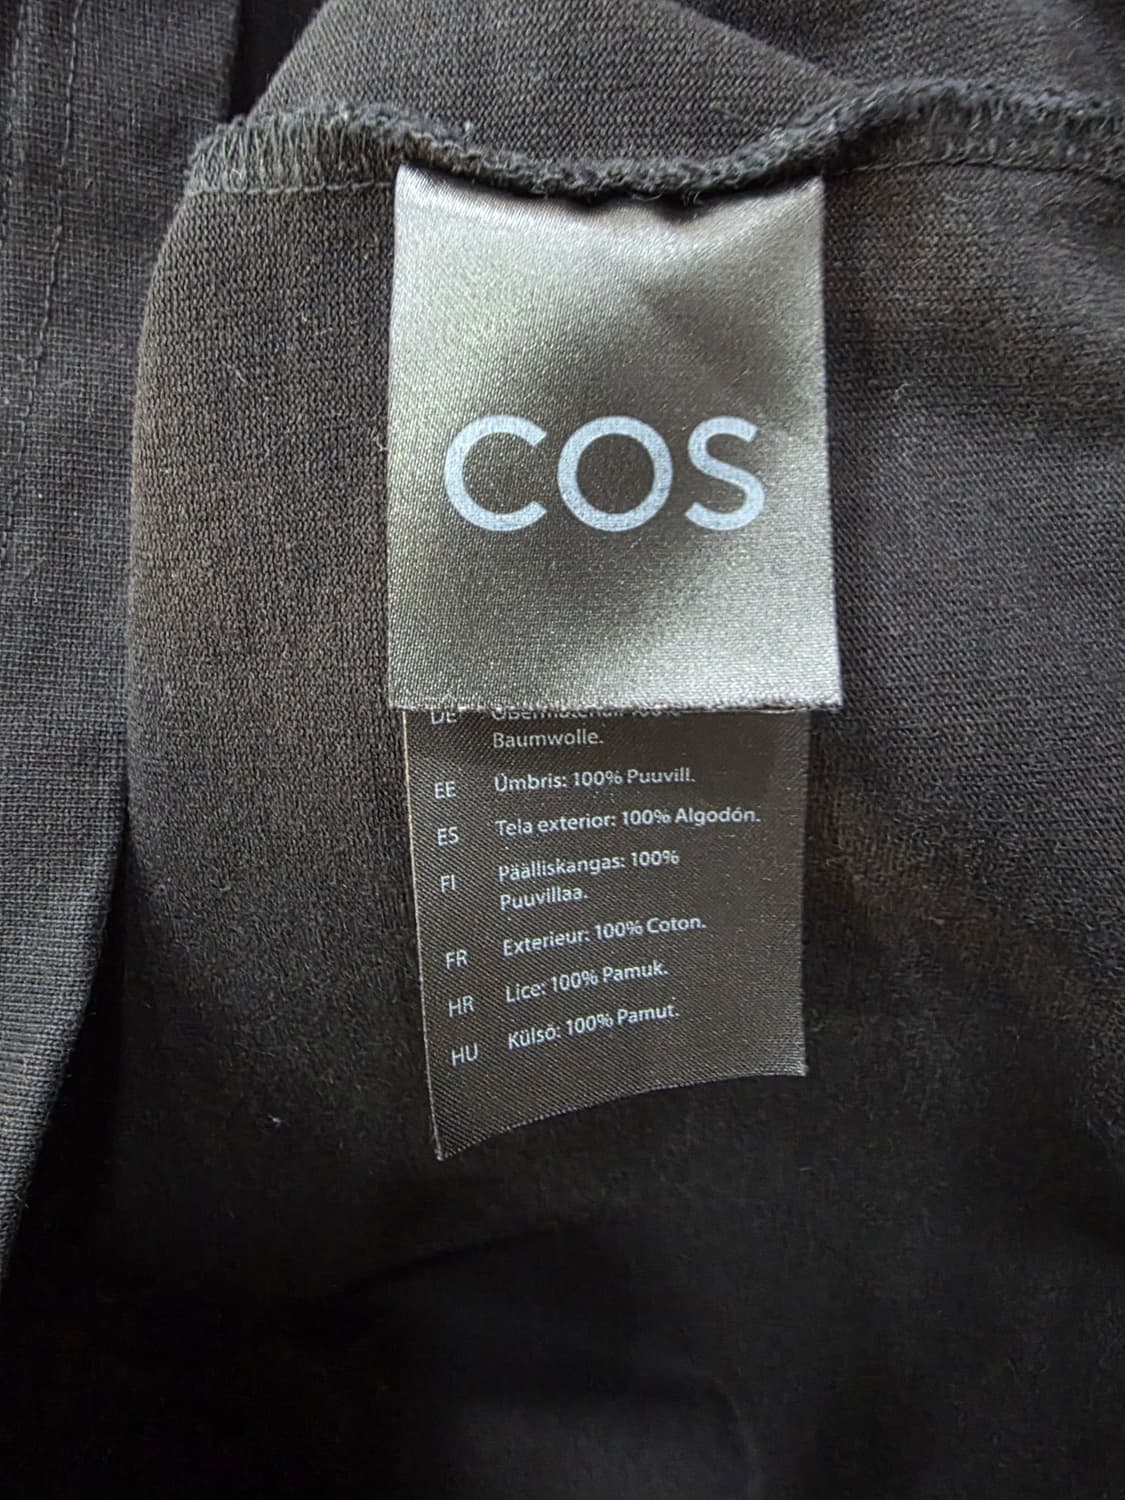 COS
DE
Baumwolle.
EE Ümbris: 100% Puuvill.
ES Tela exterior: 100% Algodón.
FI Päälliskangas: 100%
Puuvillaa.
FR Exterieur: 100% Coton.
HR Lice: 100% Pamuk.
HU Külsö: 100% Pamut.